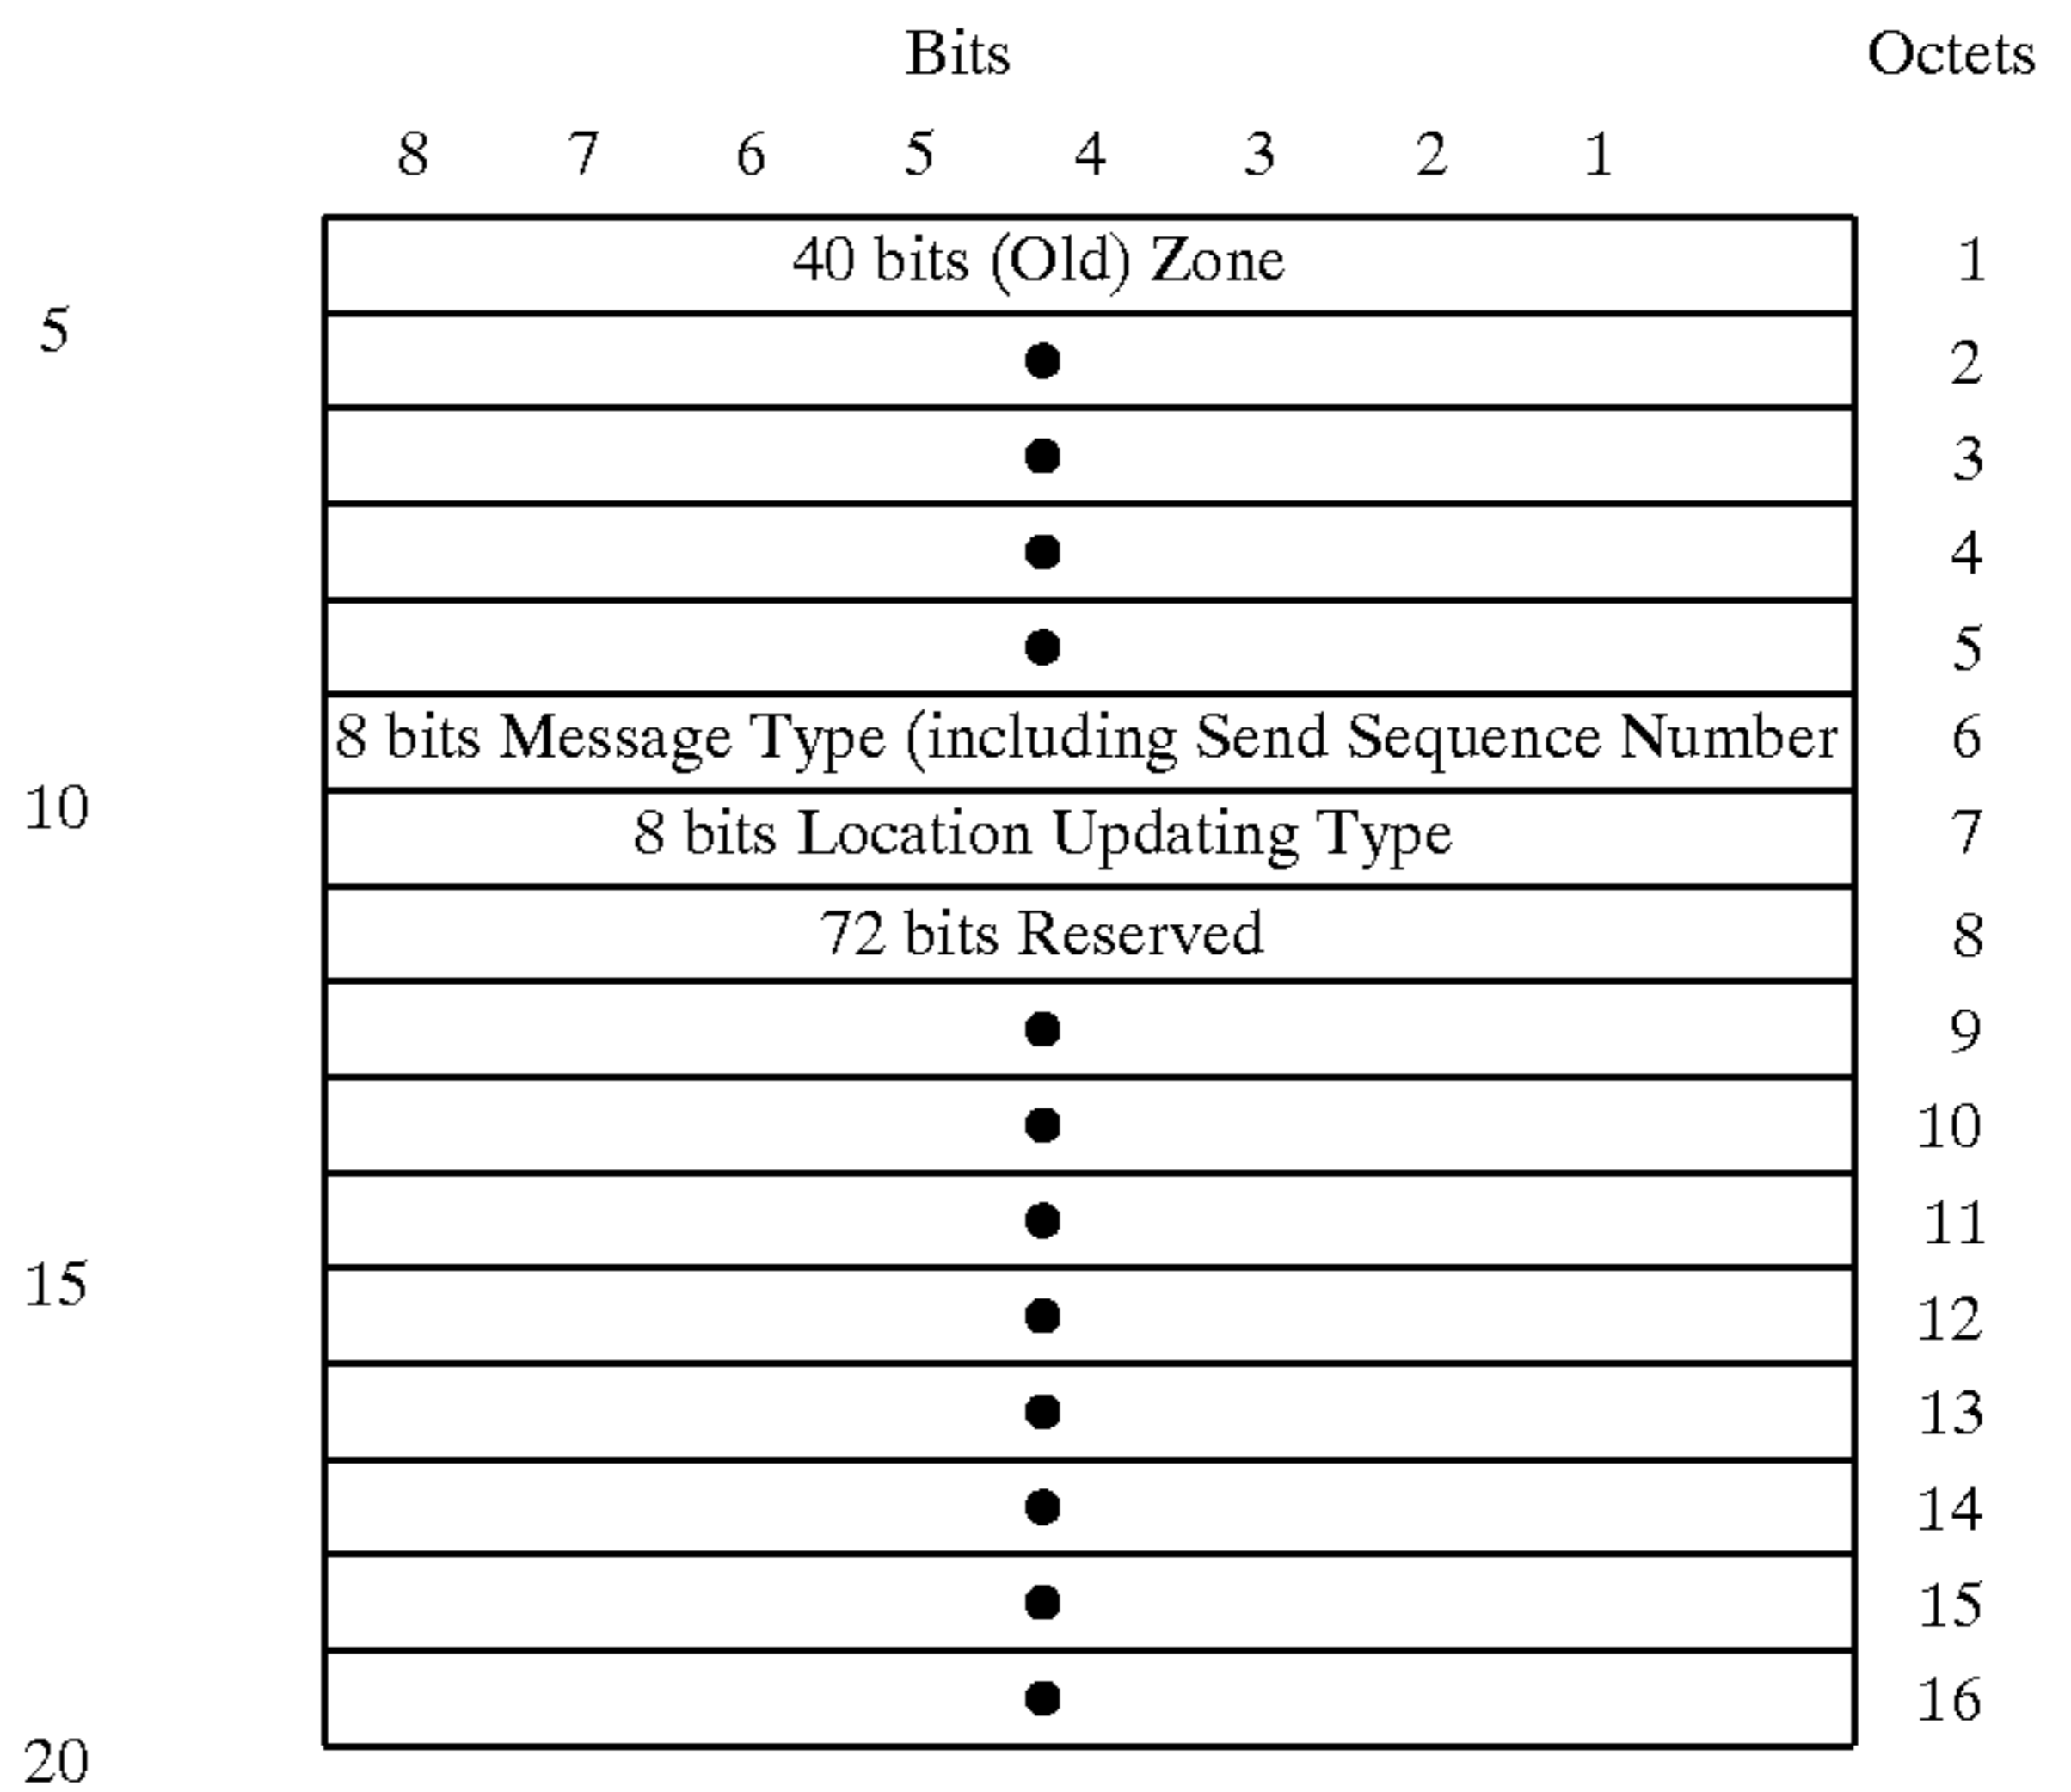 Bits Octets
8 7 6 5 4 3 2 1
40 bits (Old) Zone 1
5
2
3
4
5
8 bits Message Type (including Send Sequence Number 6
10
8 bits Location Updating Type 7
72 bits Reserved 8
9
10
11
15
12
13
14
15
16
20